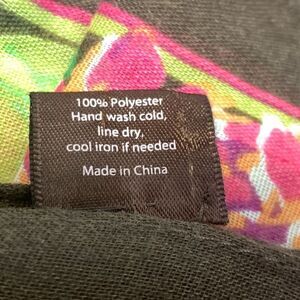 100% Polyester
Hand wash cold,
line dry,
cool iron if needed
Made in China